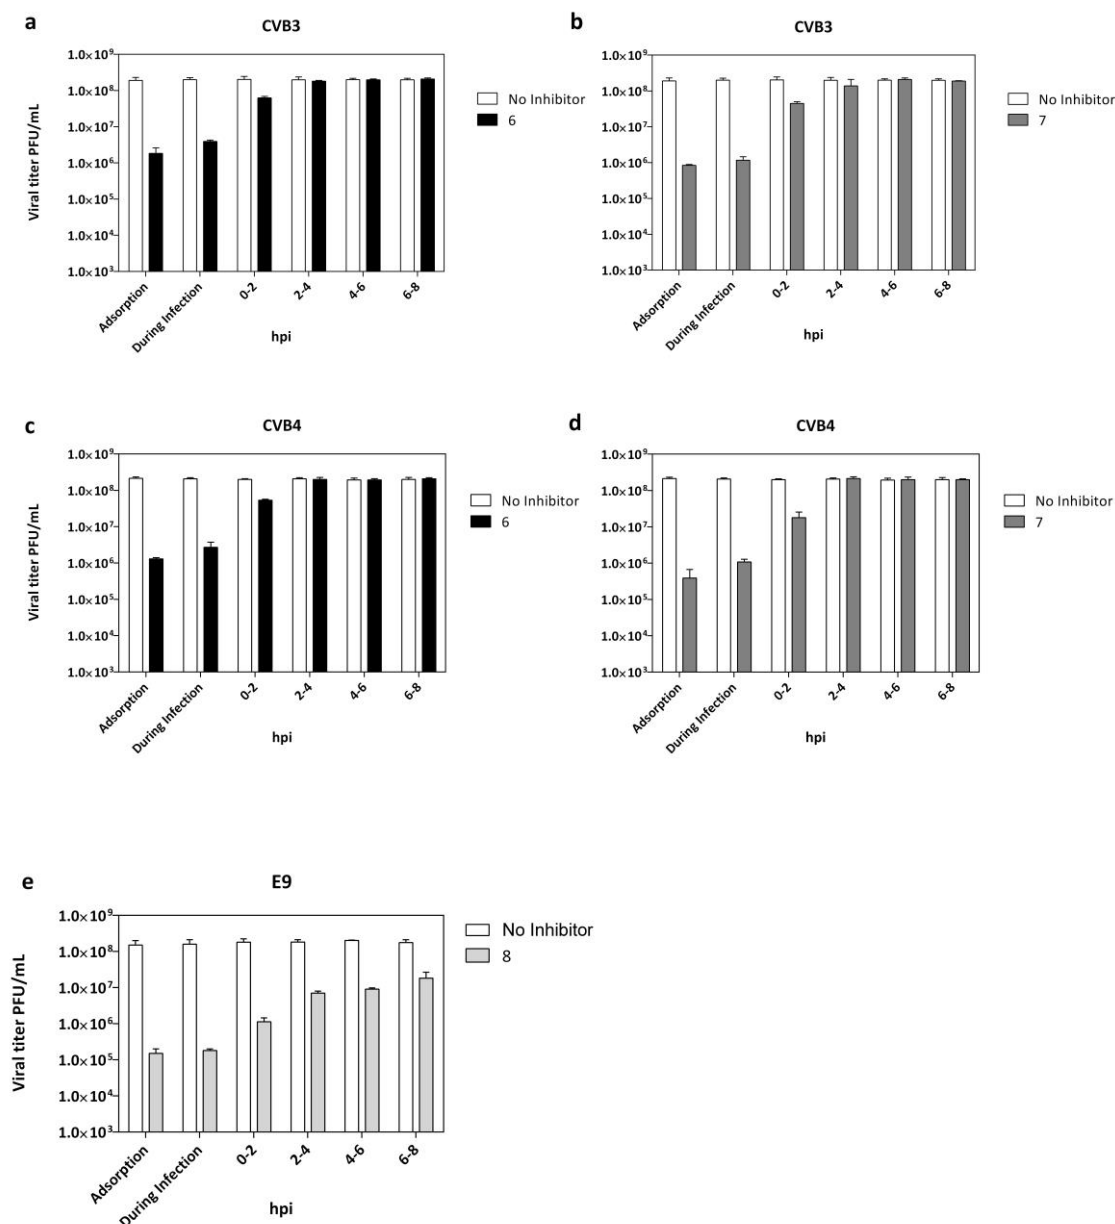 a
CVB3
Viral titer PFU/mL
1.0×10⁹
1.0×10⁸
1.0×10⁷
1.0×10⁶
1.0×10⁵
1.0×10⁴
1.0×10³
Adsorption
During Infection
0-2
2-4
4-6
6-8
hpi
No Inhibitor
6
b
CVB3
1.0×10⁹
1.0×10⁸
1.0×10⁷
1.0×10⁶
1.0×10⁵
1.0×10⁴
1.0×10³
Adsorption
During Infection
0-2
2-4
4-6
6-8
hpi
No Inhibitor
7
c
CVB4
Viral titer PFU/mL
1.0×10⁹
1.0×10⁸
1.0×10⁷
1.0×10⁶
1.0×10⁵
1.0×10⁴
1.0×10³
Adsorption
During Infection
0-2
2-4
4-6
6-8
hpi
No Inhibitor
6
d
CVB4
1.0×10⁹
1.0×10⁸
1.0×10⁷
1.0×10⁶
1.0×10⁵
1.0×10⁴
1.0×10³
Adsorption
During Infection
0-2
2-4
4-6
6-8
hpi
No Inhibitor
7
e
E9
Viral titer PFU/mL
1.0×10⁹
1.0×10⁸
1.0×10⁷
1.0×10⁶
1.0×10⁵
1.0×10⁴
1.0×10³
Adsorption
During Infection
0-2
2-4
4-6
6-8
hpi
No Inhibitor
8